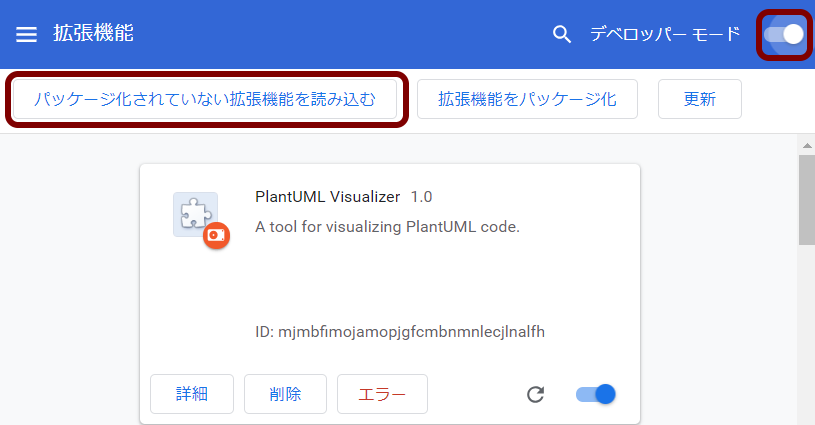 拡張機能
デベロッパー モード
パッケージ化されていない拡張機能を読み込む
拡張機能をパッケージ化
更新
PlantUML Visualizer 1.0
A tool for visualizing PlantUML code.
ID: mjmbfimojamopjgfcmbnmnlecjlnalfh
詳細
削除
エラー